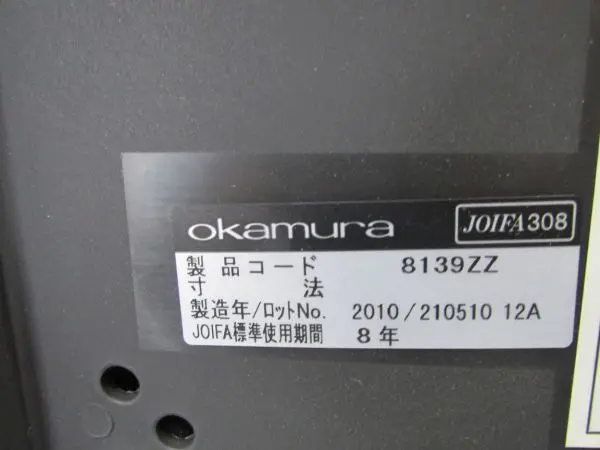 okamura JOIFA308
製品コード 8139ZZ
寸法
製造年/ロットNo. 2010/210510 12A
JOIFA標準使用期間 8年